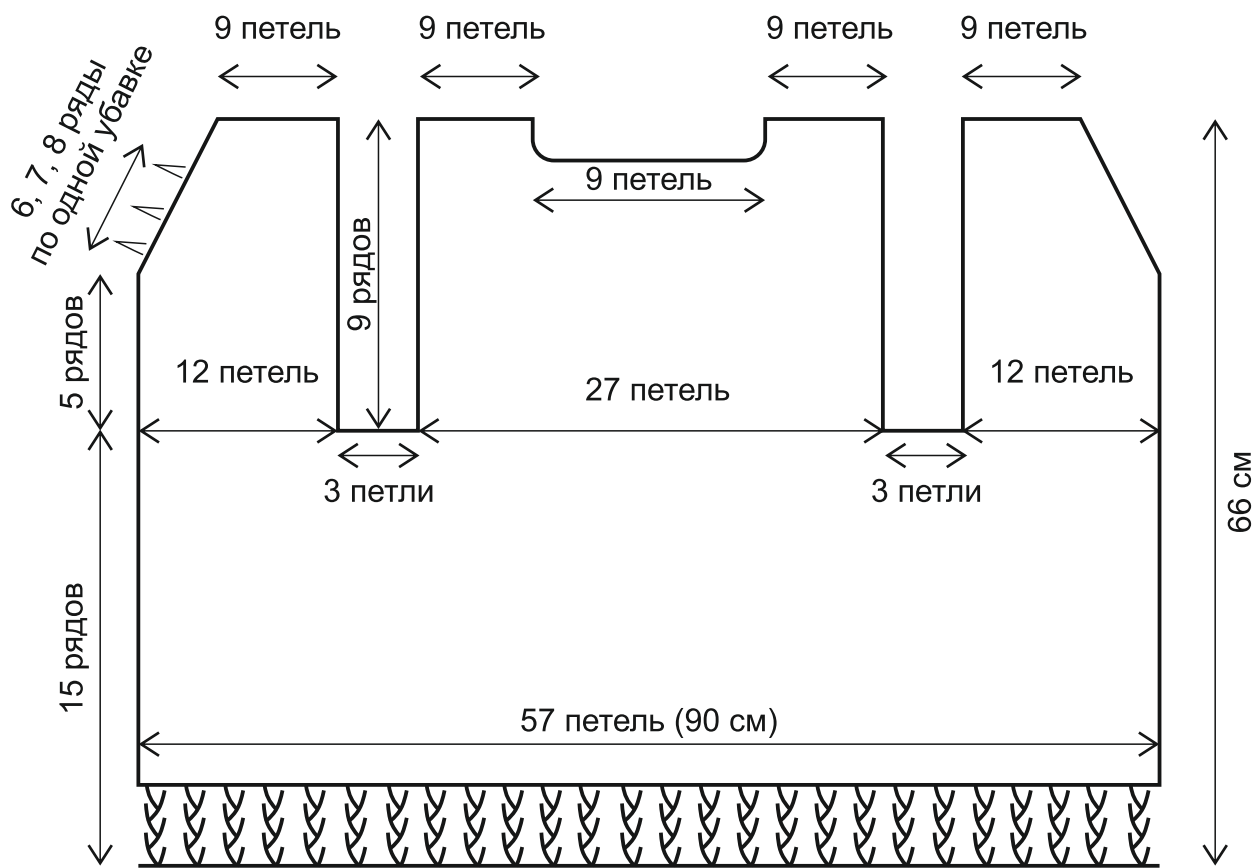 9 петель
9 петель
9 петель
9 петель
6, 7, 8 ряды
по одной убавке
9 петель
9 рядов
5 рядов
12 петель
27 петель
12 петель
3 петли
3 петли
66 см
15 рядов
57 петель (90 см)